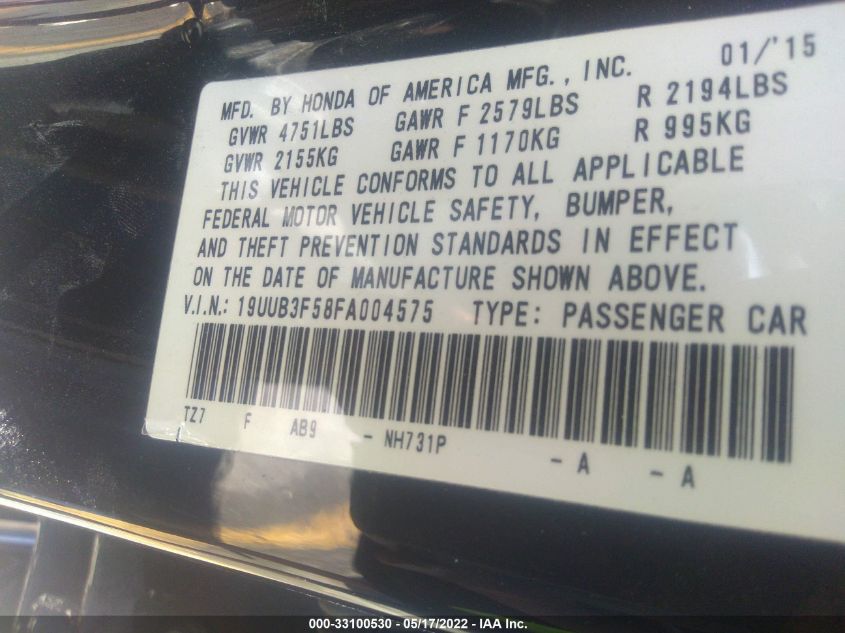 MFD. BY HONDA OF AMERICA MFG., INC. 01/'15
GVWR 4751LBS GAWR F 2579LBS R 2194LBS
GVWR 2155KG GAWR F 1170KG R 995KG
THIS VEHICLE CONFORMS TO ALL APPLICABLE
FEDERAL MOTOR VEHICLE SAFETY, BUMPER,
AND THEFT PREVENTION STANDARDS IN EFFECT
ON THE DATE OF MANUFACTURE SHOWN ABOVE.
V.I.N.: 19UUB3F58FA004575 TYPE: PASSENGER CAR
TZ7 F AB9 - NH731P - A - A
000-33100530 - 05/17/2022 - IAA Inc.